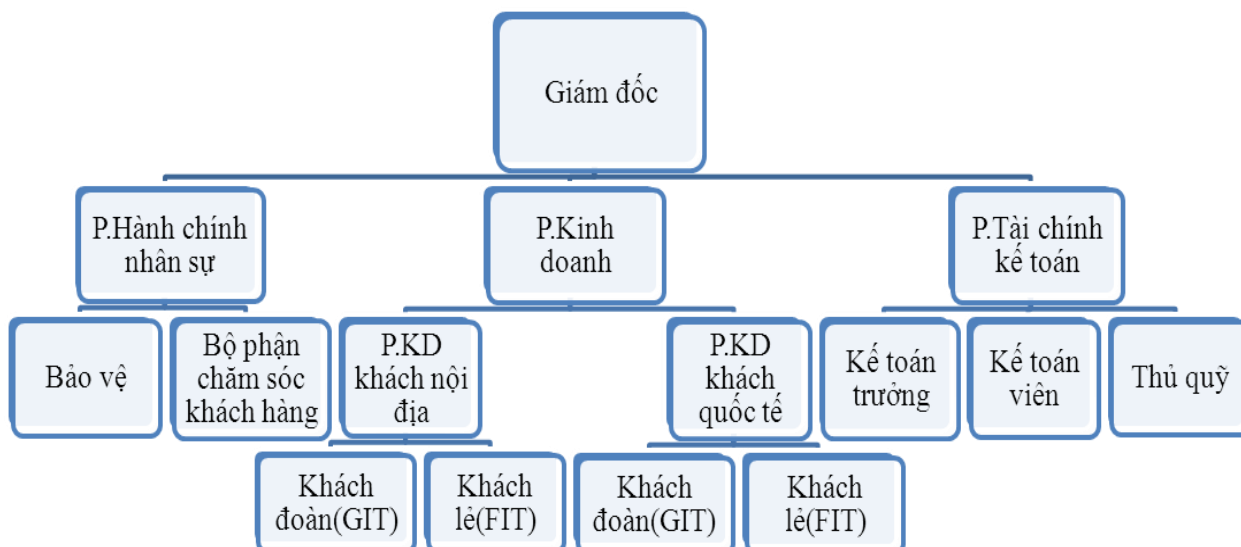 Giám đốc
P.Hành chính
nhân sự
P.Kinh
doanh
P.Tài chính
kế toán
Bảo vệ
Bộ phận
chăm sóc
khách hàng
P.KD
khách nội
địa
P.KD
khách
quốc tế
Kế toán
trưởng
Kế toán
viên
Thủ quỹ
Khách
đoàn(GIT)
Khách
lẻ(FIT)
Khách
đoàn(GIT)
Khách
lẻ(FIT)